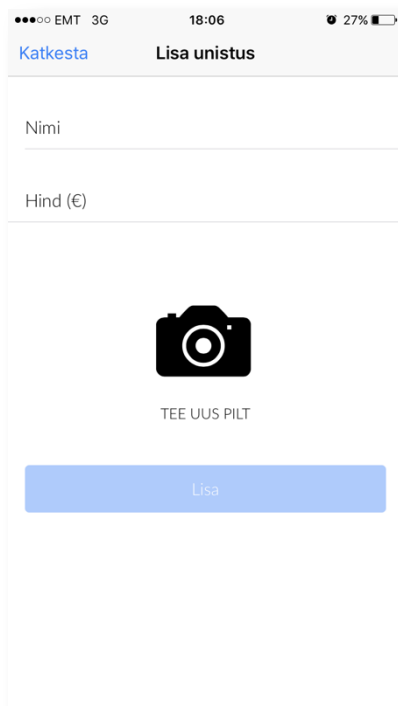 EMT 3G 18:06 27%
Katkesta Lisa unistus
Nimi
Hind (€)
TEE UUS PILT
Lisa